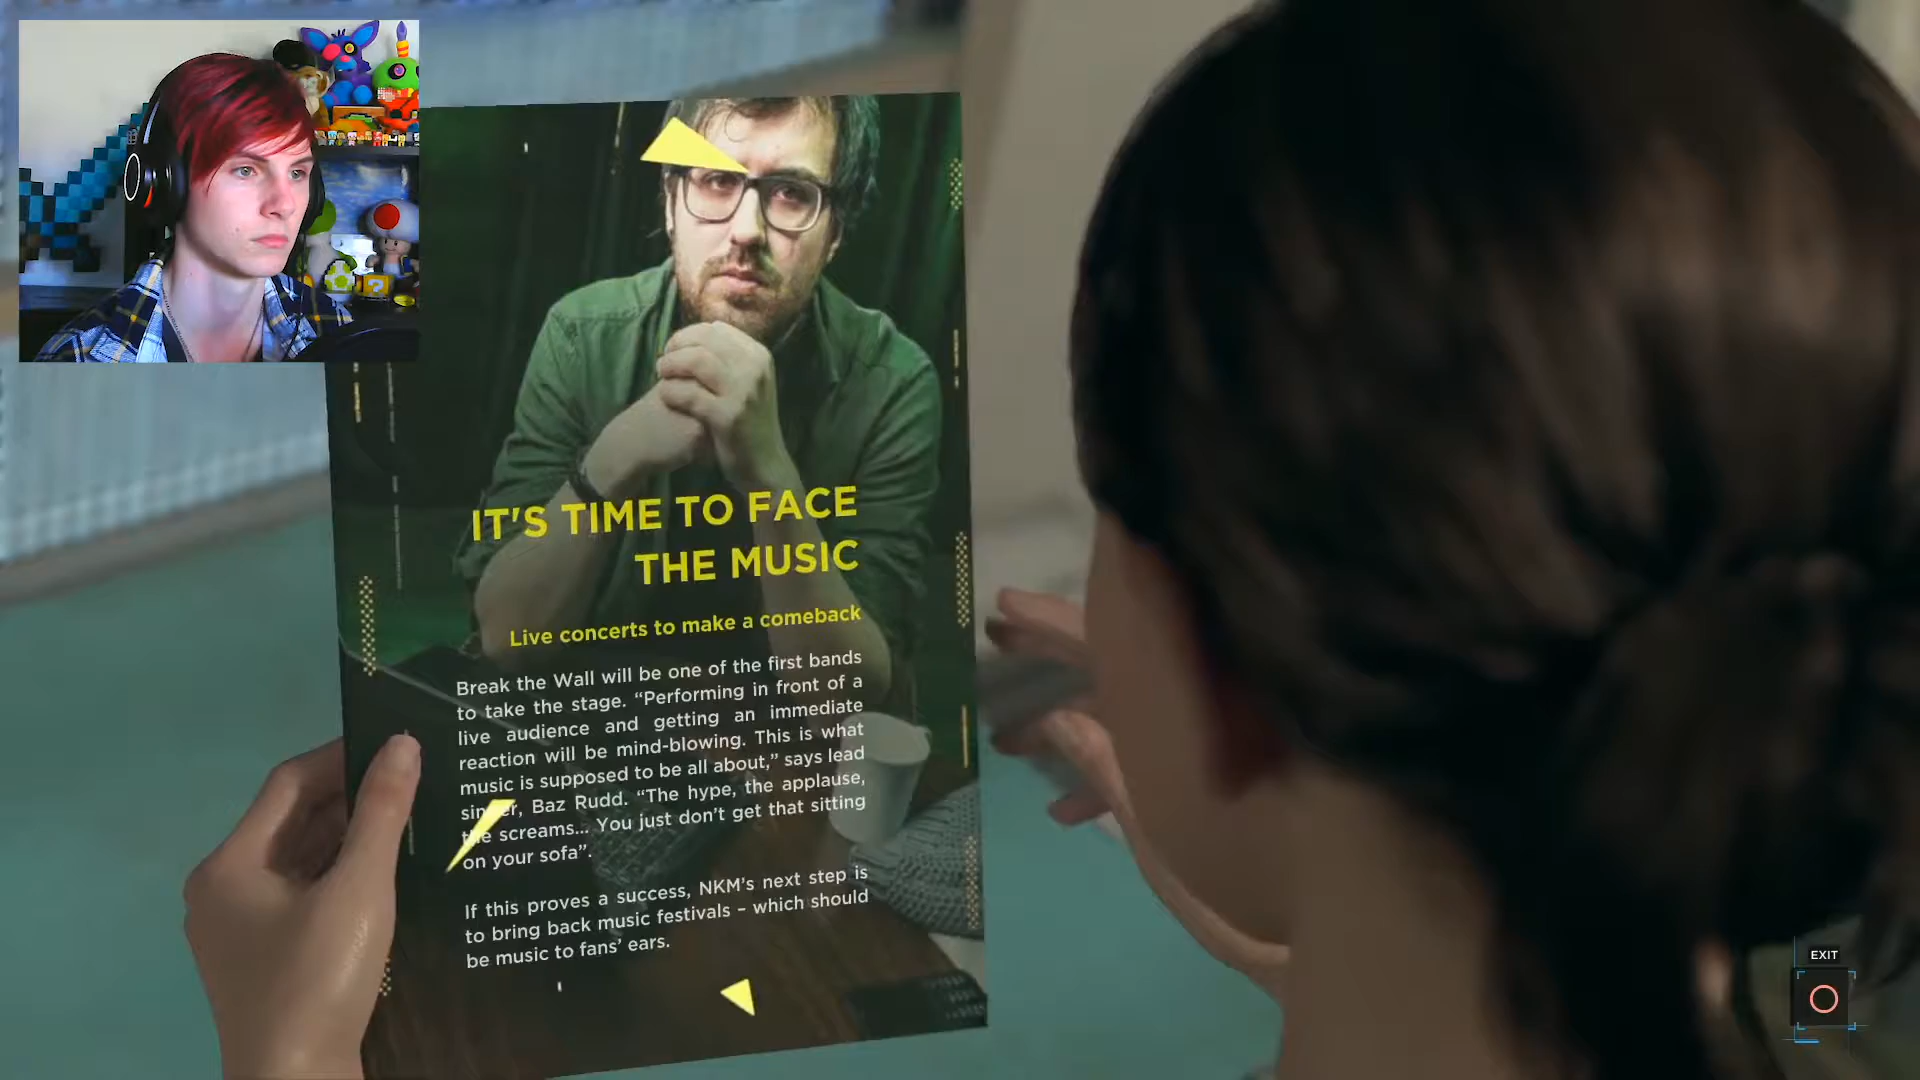 IT'S TIME TO FACE
THE MUSIC
Live concerts to make a comeback
Break the Wall will be one of the first bands
to take the stage. “Performing in front of a
live audience and getting an immediate
reaction will be mind-blowing. This is what
music is supposed to be all about,” says lead
singer, Baz Rudd. “The hype, the applause,
the screams... You just don’t get that sitting
on your sofa”.
If this proves a success, NKM’s next step is
to bring back music festivals – which should
be music to fans’ ears.
EXIT